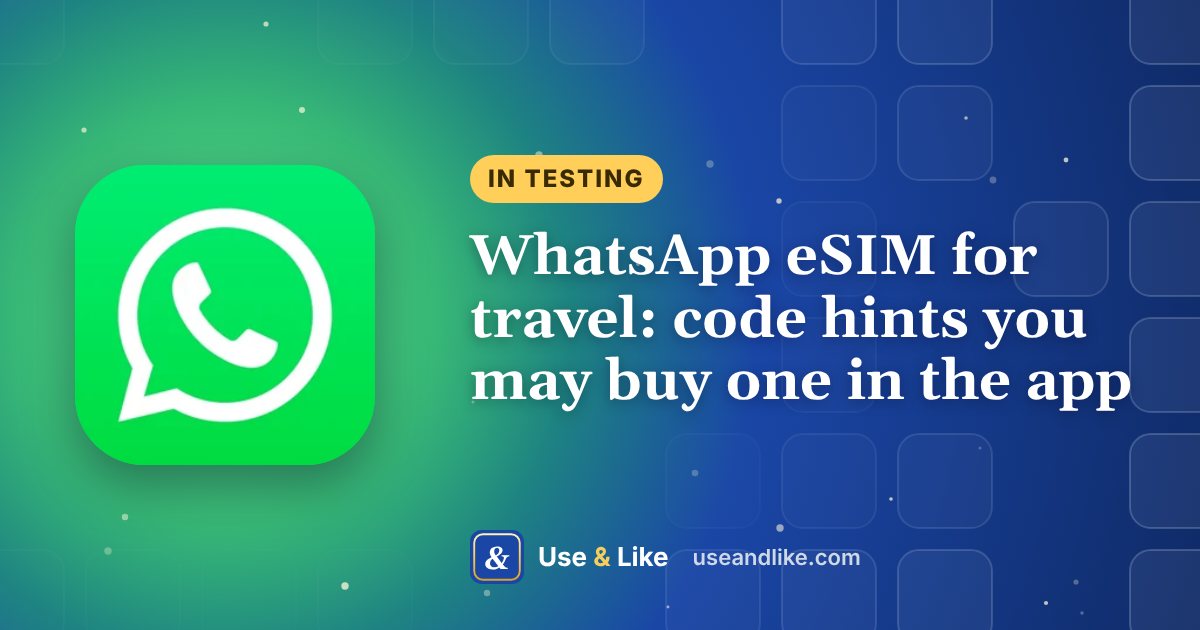 IN TESTING
WhatsApp eSIM for
travel: code hints you
may buy one in the app
& Use & Like useandlike.com